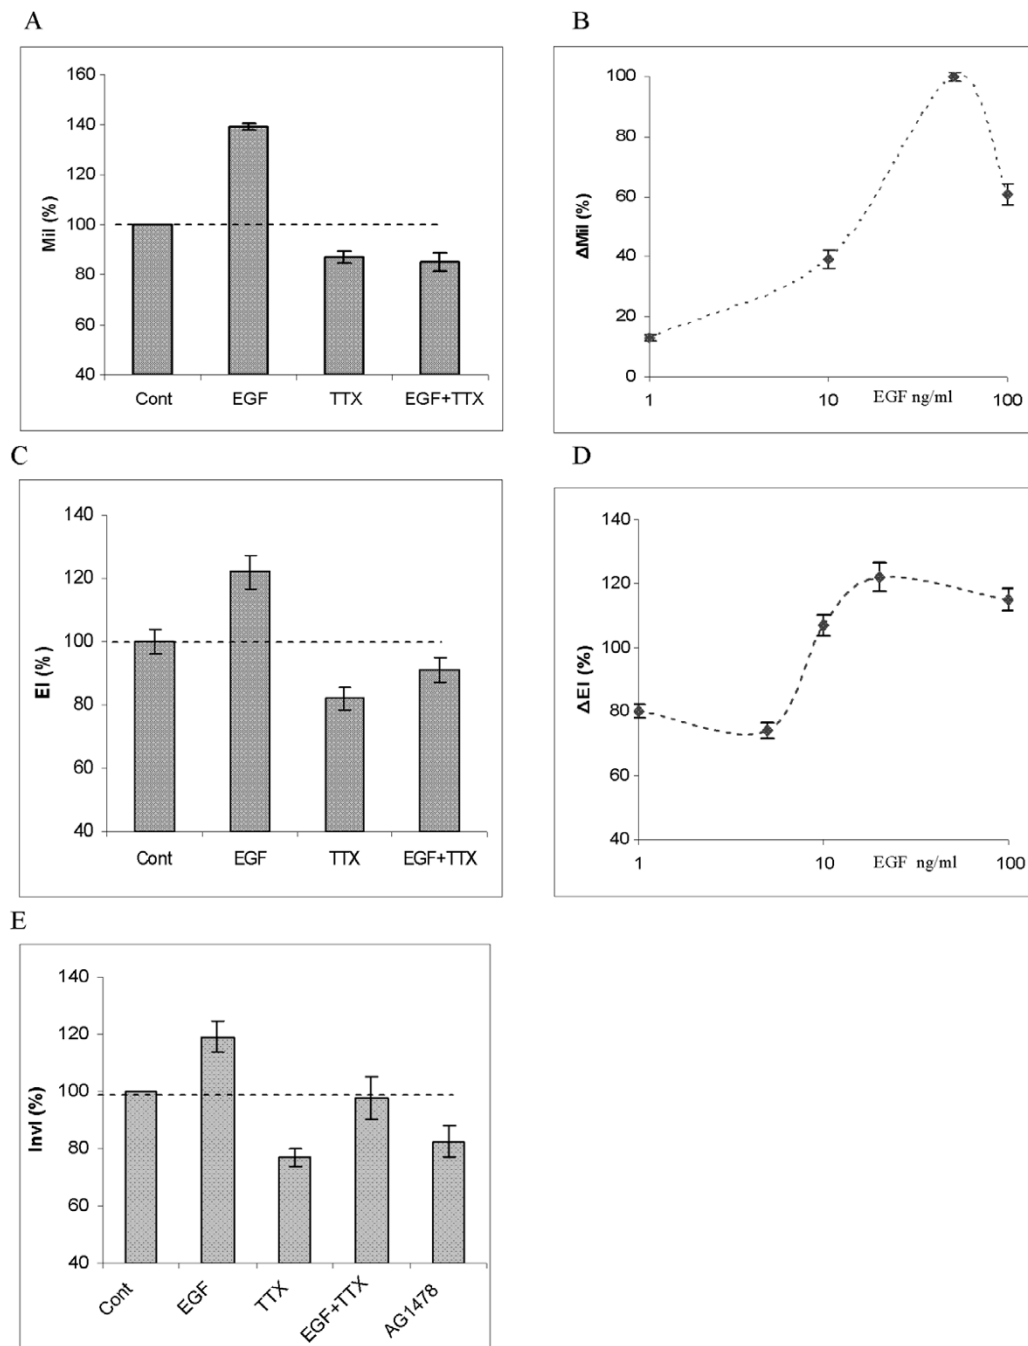 A
160
140
120
100
80
60
40
Mil (%)
Cont EGF TTX EGF+TTX
B
100
80
60
40
20
0
ΔMil (%)
1 10 EGF ng/ml 100
C
140
120
100
80
60
40
EI (%)
Cont EGF TTX EGF+TTX
D
140
120
100
80
60
40
ΔEI (%)
1 10 EGF ng/ml 100
E
140
120
100
80
60
40
InvI (%)
Cont EGF TTX EGF+TTX AG1478